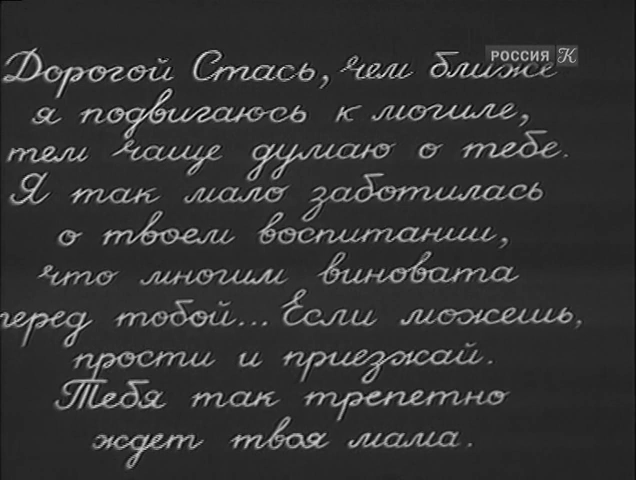 РОССИЯ К
Дорогой Стась, чем ближе
я подвигаюсь к могиле,
тем чаще думаю о тебе.
Я так мало заботилась
о твоем воспитании,
что многим виновата
перед тобой... Если можешь,
прости и приезжай.
Тебя так трепетно
ждет твоя мама.